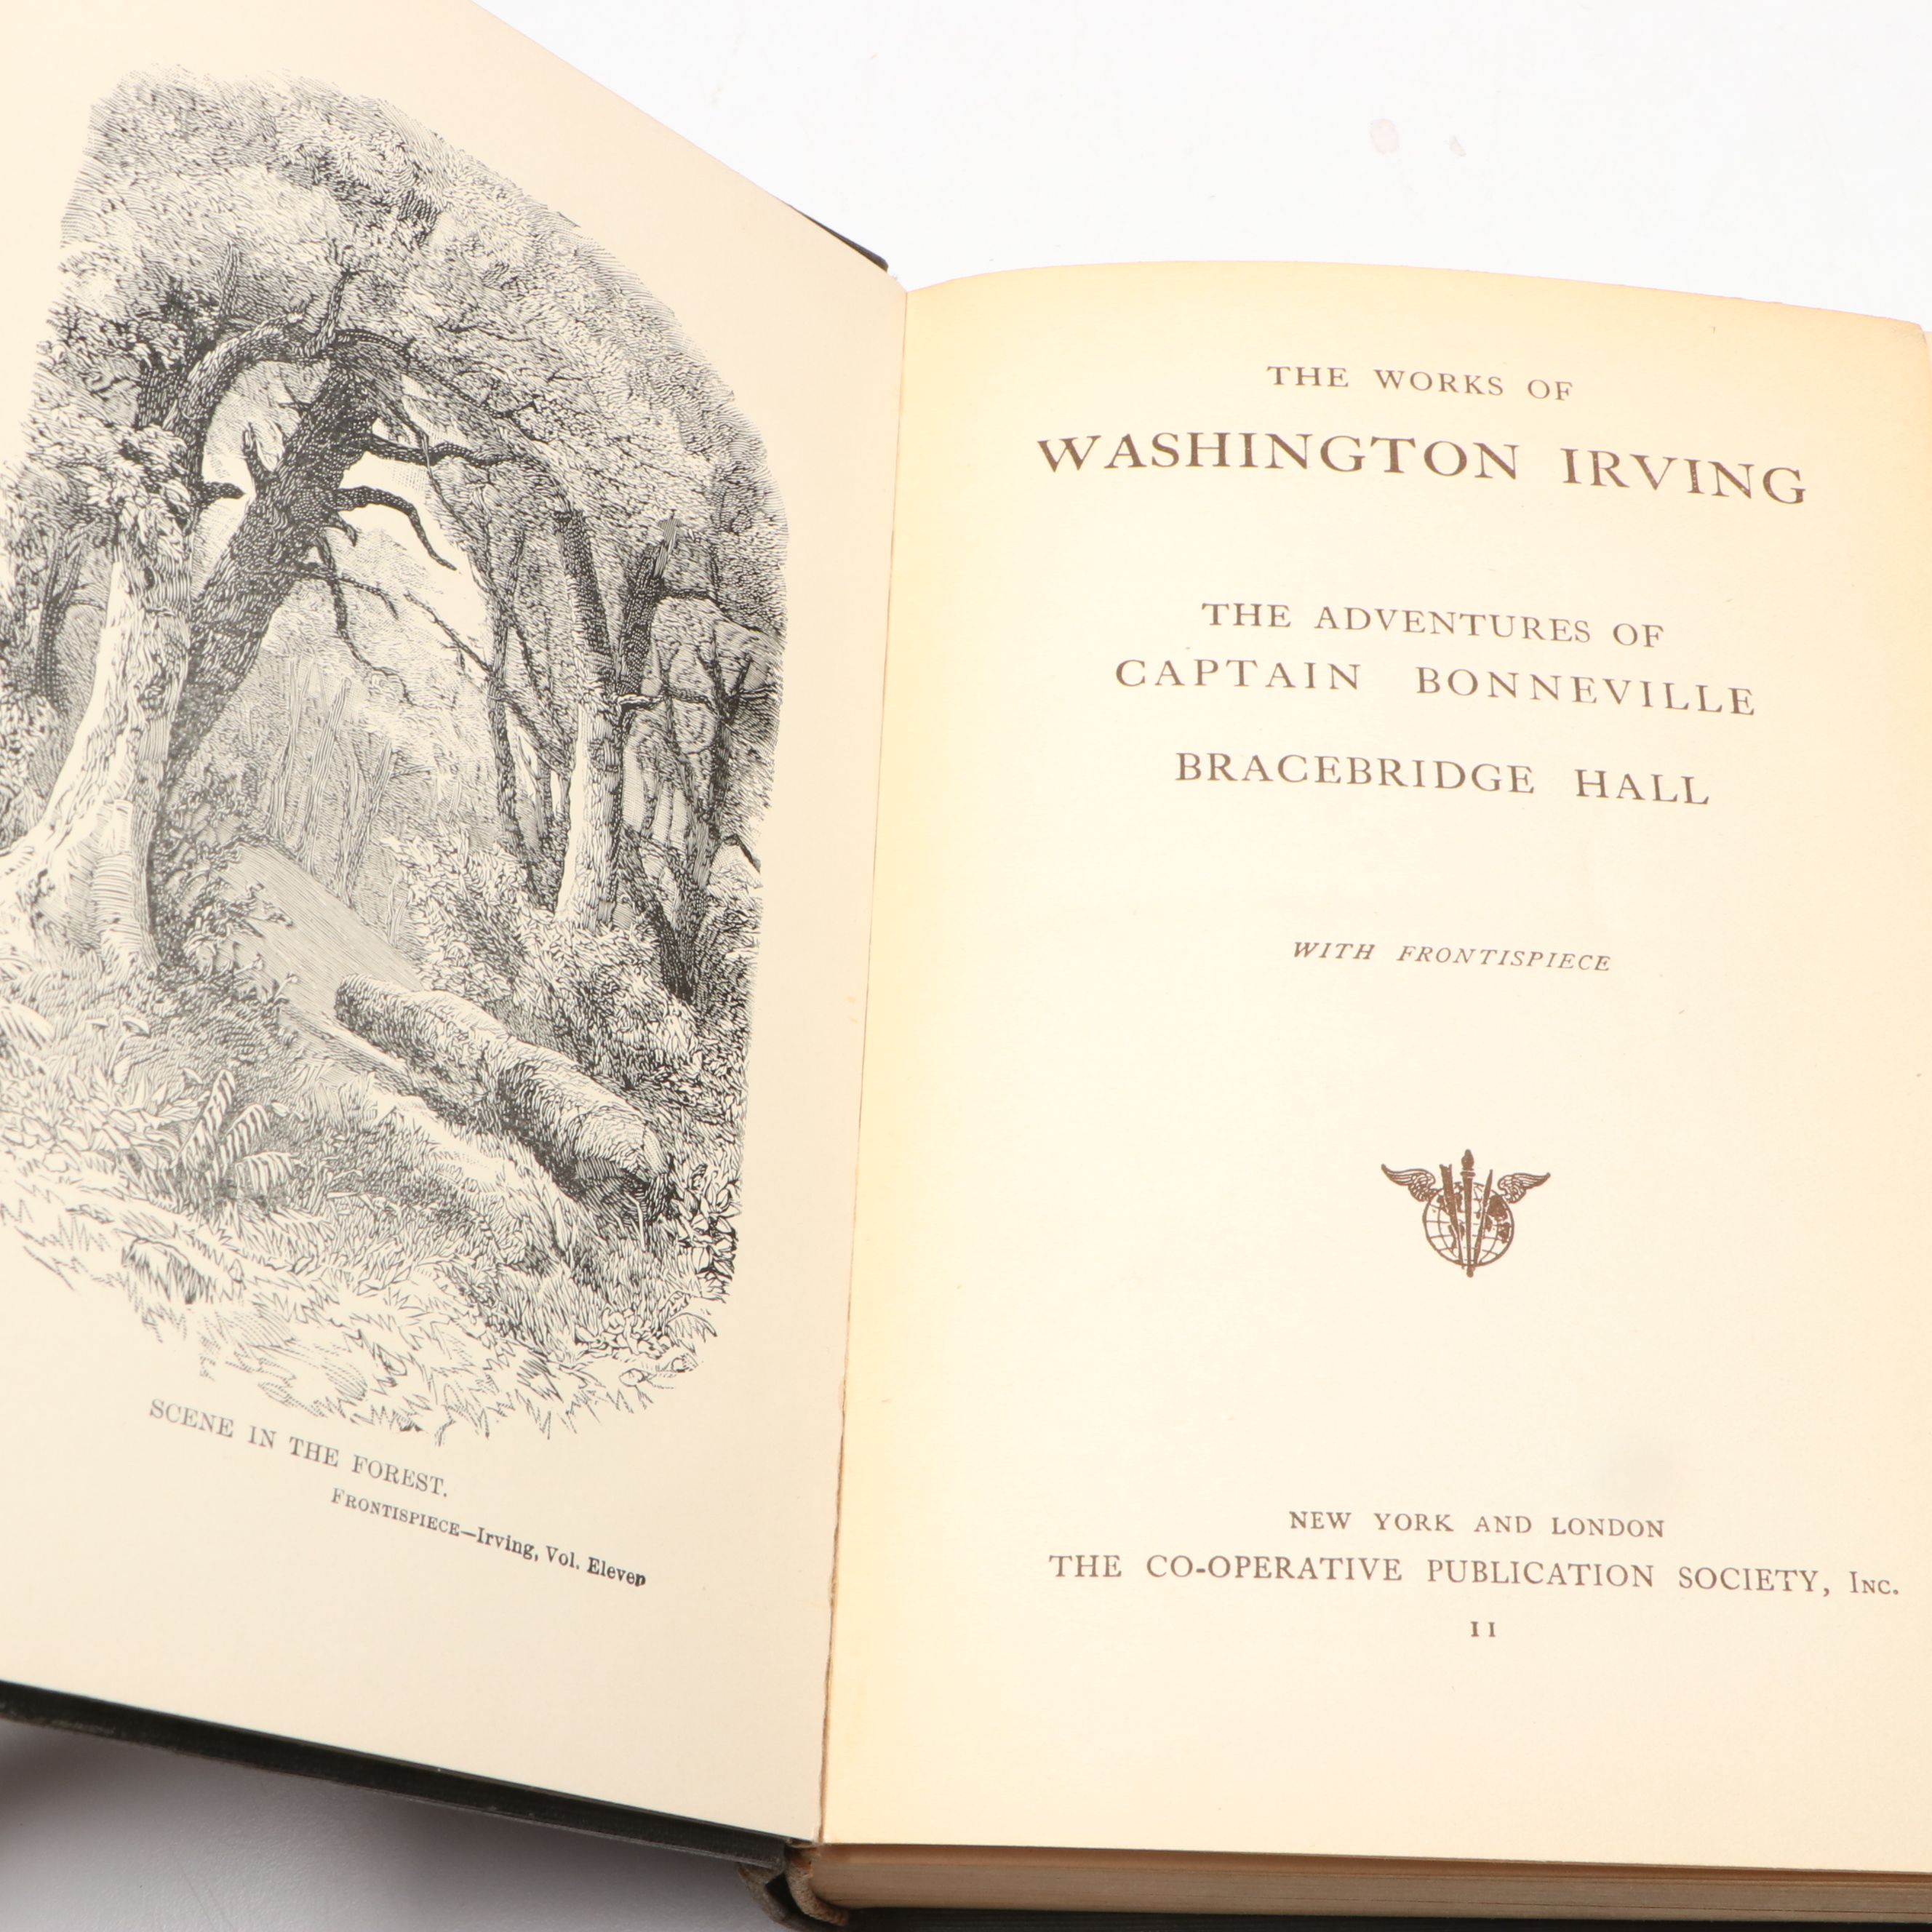 SCENE IN THE FOREST.
FRONTISPIECE—Irving, Vol. Eleven
THE WORKS OF
WASHINGTON IRVING
THE ADVENTURES OF
CAPTAIN BONNEVILLE
BRACEBRIDGE HALL
WITH FRONTISPIECE
NEW YORK AND LONDON
THE CO-OPERATIVE PUBLICATION SOCIETY, INC.
II